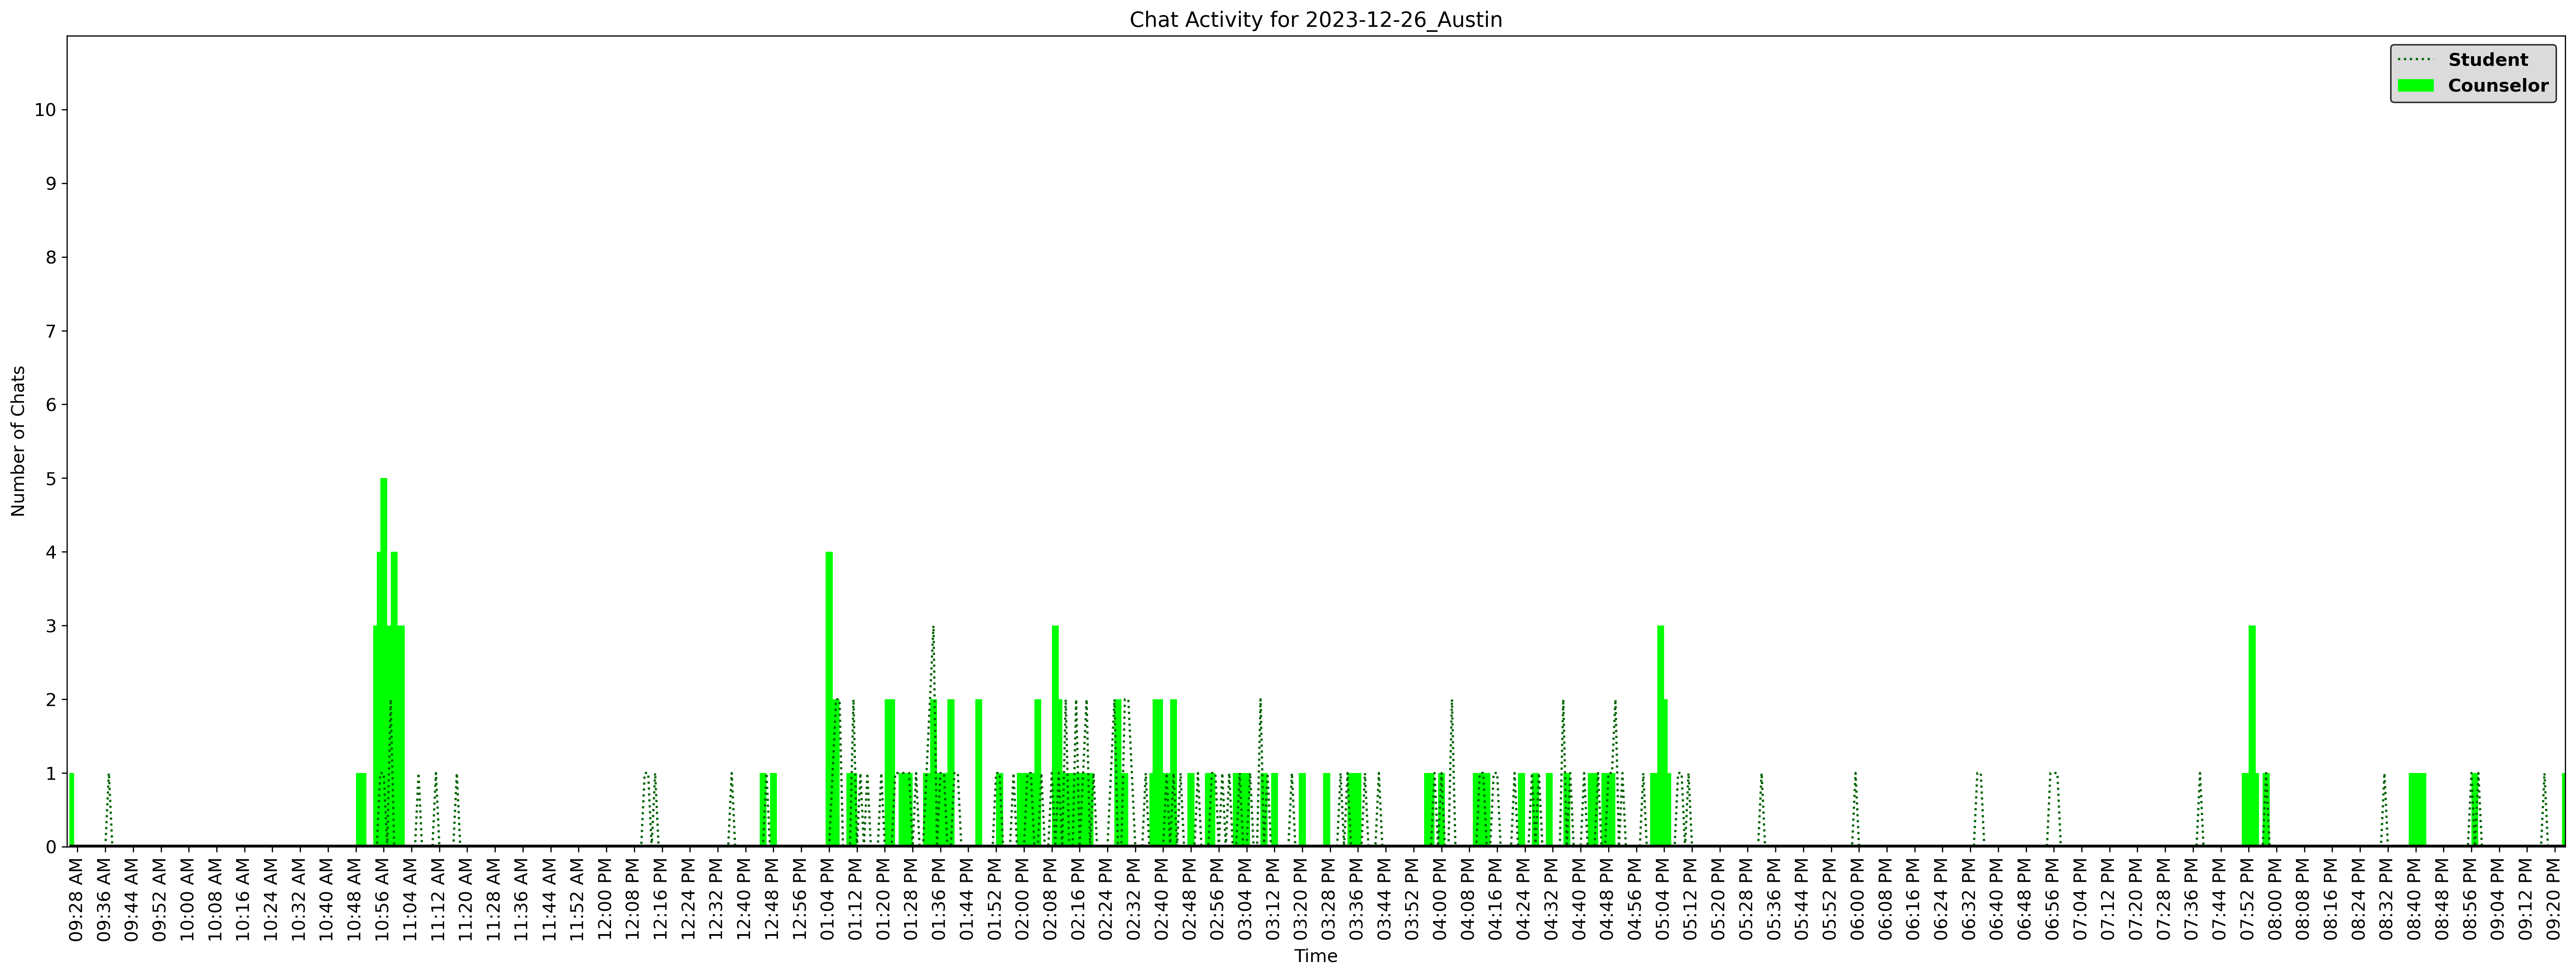 Chat Activity for 2023-12-26_Austin
Student
Counselor
Number of Chats
10
9
8
7
6
5
4
3
2
1
0
09:28 AM
09:36 AM
09:44 AM
09:52 AM
10:00 AM
10:08 AM
10:16 AM
10:24 AM
10:32 AM
10:40 AM
10:48 AM
10:56 AM
11:04 AM
11:12 AM
11:20 AM
11:28 AM
11:36 AM
11:44 AM
11:52 AM
12:00 PM
12:08 PM
12:16 PM
12:24 PM
12:32 PM
12:40 PM
12:48 PM
12:56 PM
01:04 PM
01:12 PM
01:20 PM
01:28 PM
01:36 PM
01:44 PM
01:52 PM
02:00 PM
02:08 PM
02:16 PM
02:24 PM
02:32 PM
02:40 PM
02:48 PM
02:56 PM
03:04 PM
03:12 PM
03:20 PM
03:28 PM
03:36 PM
03:44 PM
03:52 PM
04:00 PM
04:08 PM
04:16 PM
04:24 PM
04:32 PM
04:40 PM
04:48 PM
04:56 PM
05:04 PM
05:12 PM
05:20 PM
05:28 PM
05:36 PM
05:44 PM
05:52 PM
06:00 PM
06:08 PM
06:16 PM
06:24 PM
06:32 PM
06:40 PM
06:48 PM
06:56 PM
07:04 PM
07:12 PM
07:20 PM
07:28 PM
07:36 PM
07:44 PM
07:52 PM
08:00 PM
08:08 PM
08:16 PM
08:24 PM
08:32 PM
08:40 PM
08:48 PM
08:56 PM
09:04 PM
09:12 PM
09:20 PM
Time